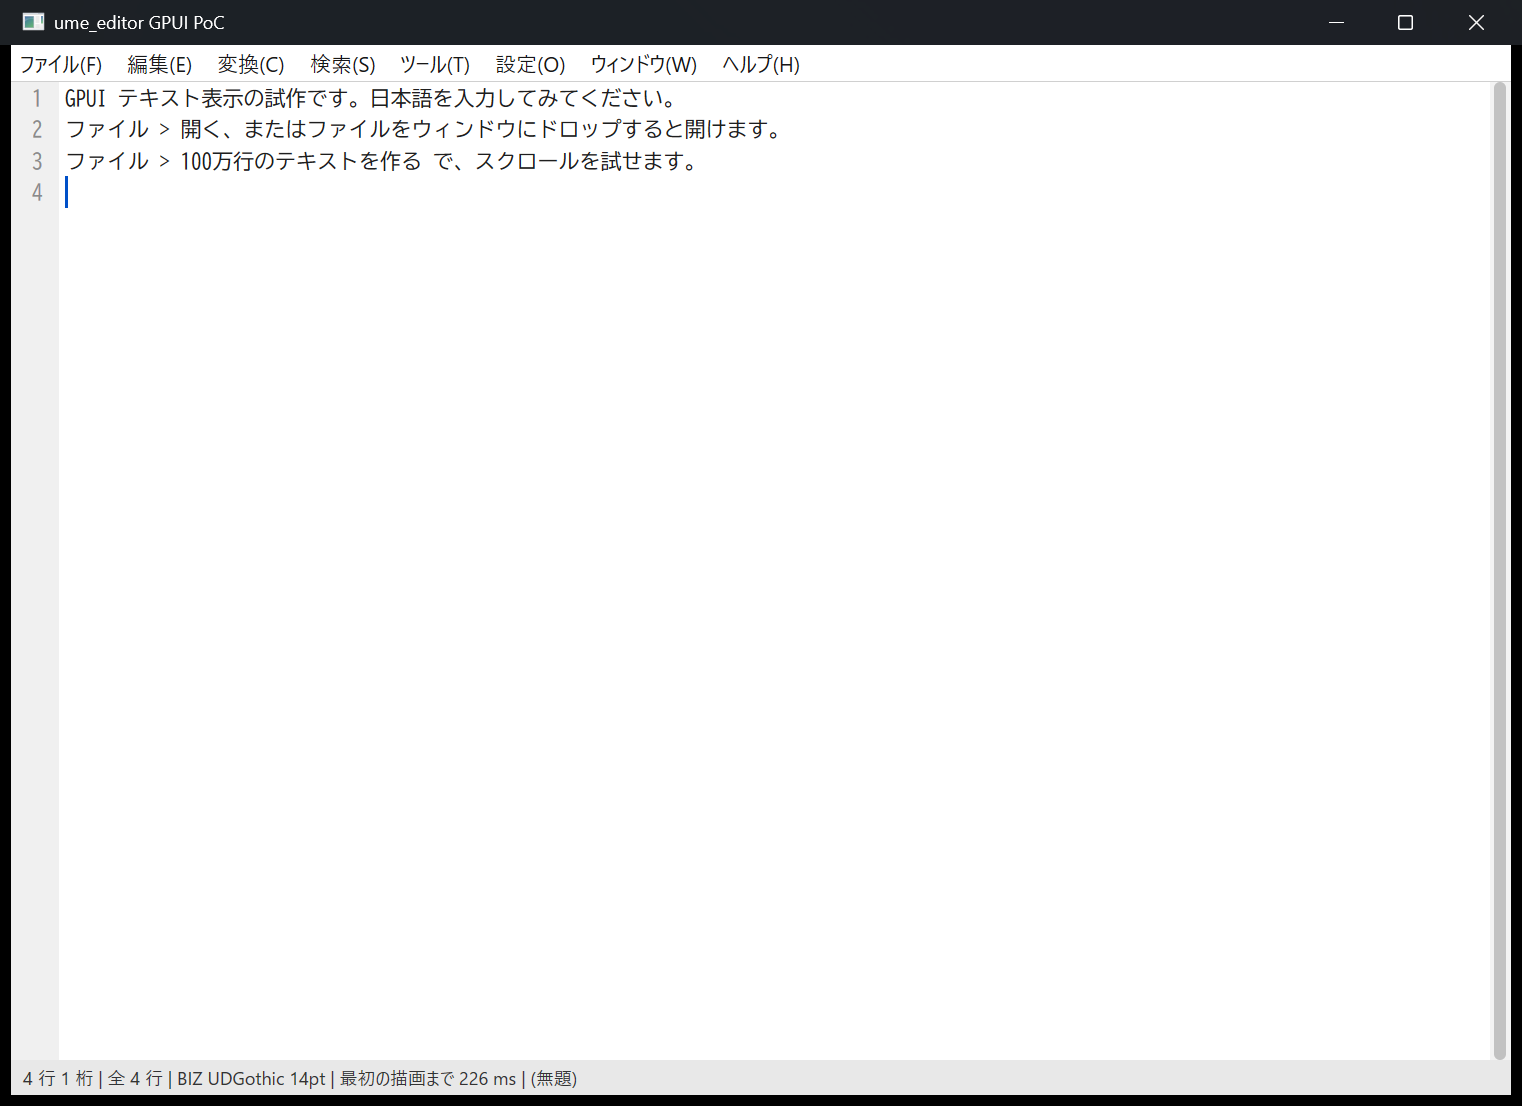 ume_editor GPUI PoC
ファイル(F) 編集(E) 変換(C) 検索(S) ツール(T) 設定(O) ウィンドウ(W) ヘルプ(H)
1 GPUI テキスト表示の試作です。日本語を入力してみてください。
2 ファイル > 開く、またはファイルをウィンドウにドロップすると開けます。
3 ファイル > 100万行のテキストを作る で、スクロールを試せます。
4
4 行 1 桁 | 全 4 行 | BIZ UDGothic 14pt | 最初の描画まで 226 ms | (無題)